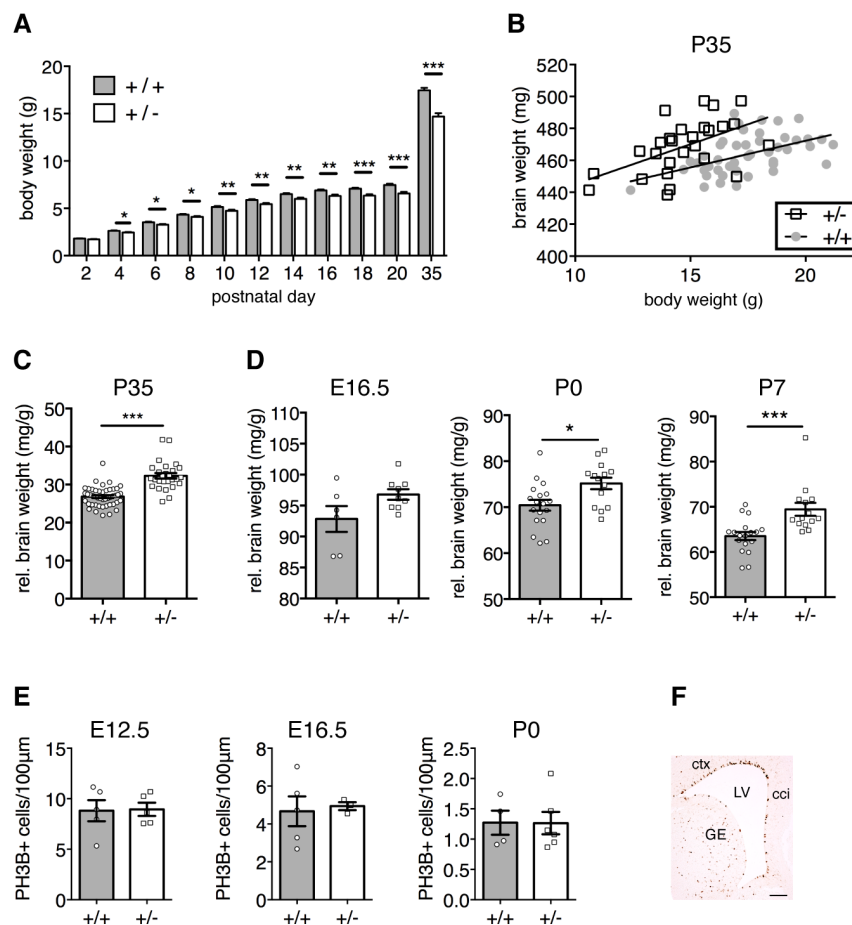 A
20
15
10
5
0
body weight (g)
+/+
+/-
* * * ** ** ** ** *** *** ***
2 4 6 8 10 12 14 16 18 20 35
postnatal day
B
P35
520
500
480
460
440
420
400
brain weight (mg)
+/-
+/+
10 15 20
body weight (g)
C
P35
50
40
30
20
10
0
rel. brain weight (mg/g)
***
+/+ +/-
D
E16.5
110
105
100
95
90
85
80
rel. brain weight (mg/g)
+/+ +/-
P0
90
80
70
60
50
rel. brain weight (mg/g)
*
+/+ +/-
P7
90
80
70
60
50
rel. brain weight (mg/g)
***
+/+ +/-
E
E12.5
15
10
5
0
PH3B+ cells/100µm
+/+ +/-
E16.5
8
6
4
2
0
PH3B+ cells/100µm
+/+ +/-
P0
2.5
2.0
1.5
1.0
0.5
0.0
PH3B+ cells/100µm
+/+ +/-
F
ctx
LV
cci
GE